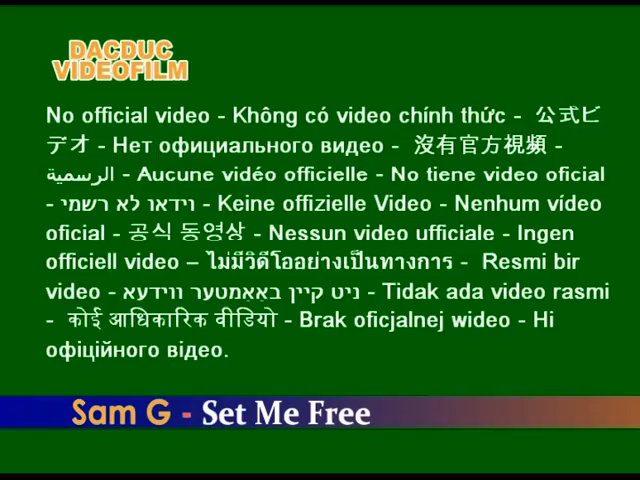 DACDUC
VIDEOFILM
No official video - Không có video chính thức - 公式ビ
デオ - Нет официального видео - 沒有官方視頻 -
الرسمية - Aucune vidéo officielle - No tiene video oficial
- וידאו לא רשמי - Keine offizielle Video - Nenhum vídeo
oficial - 공식 동영상 - Nessun video ufficiale - Ingen
officiell video – ไม่มีวิดีโออย่างเป็นทางการ - Resmi bir
video - ניט קיין באַאַמטער ווידעא - Tidak ada video rasmi
- कोई आधिकारिक वीडियो - Brak oficjalnej wideo - Ні
офіційного відео.
Sam G - Set Me Free